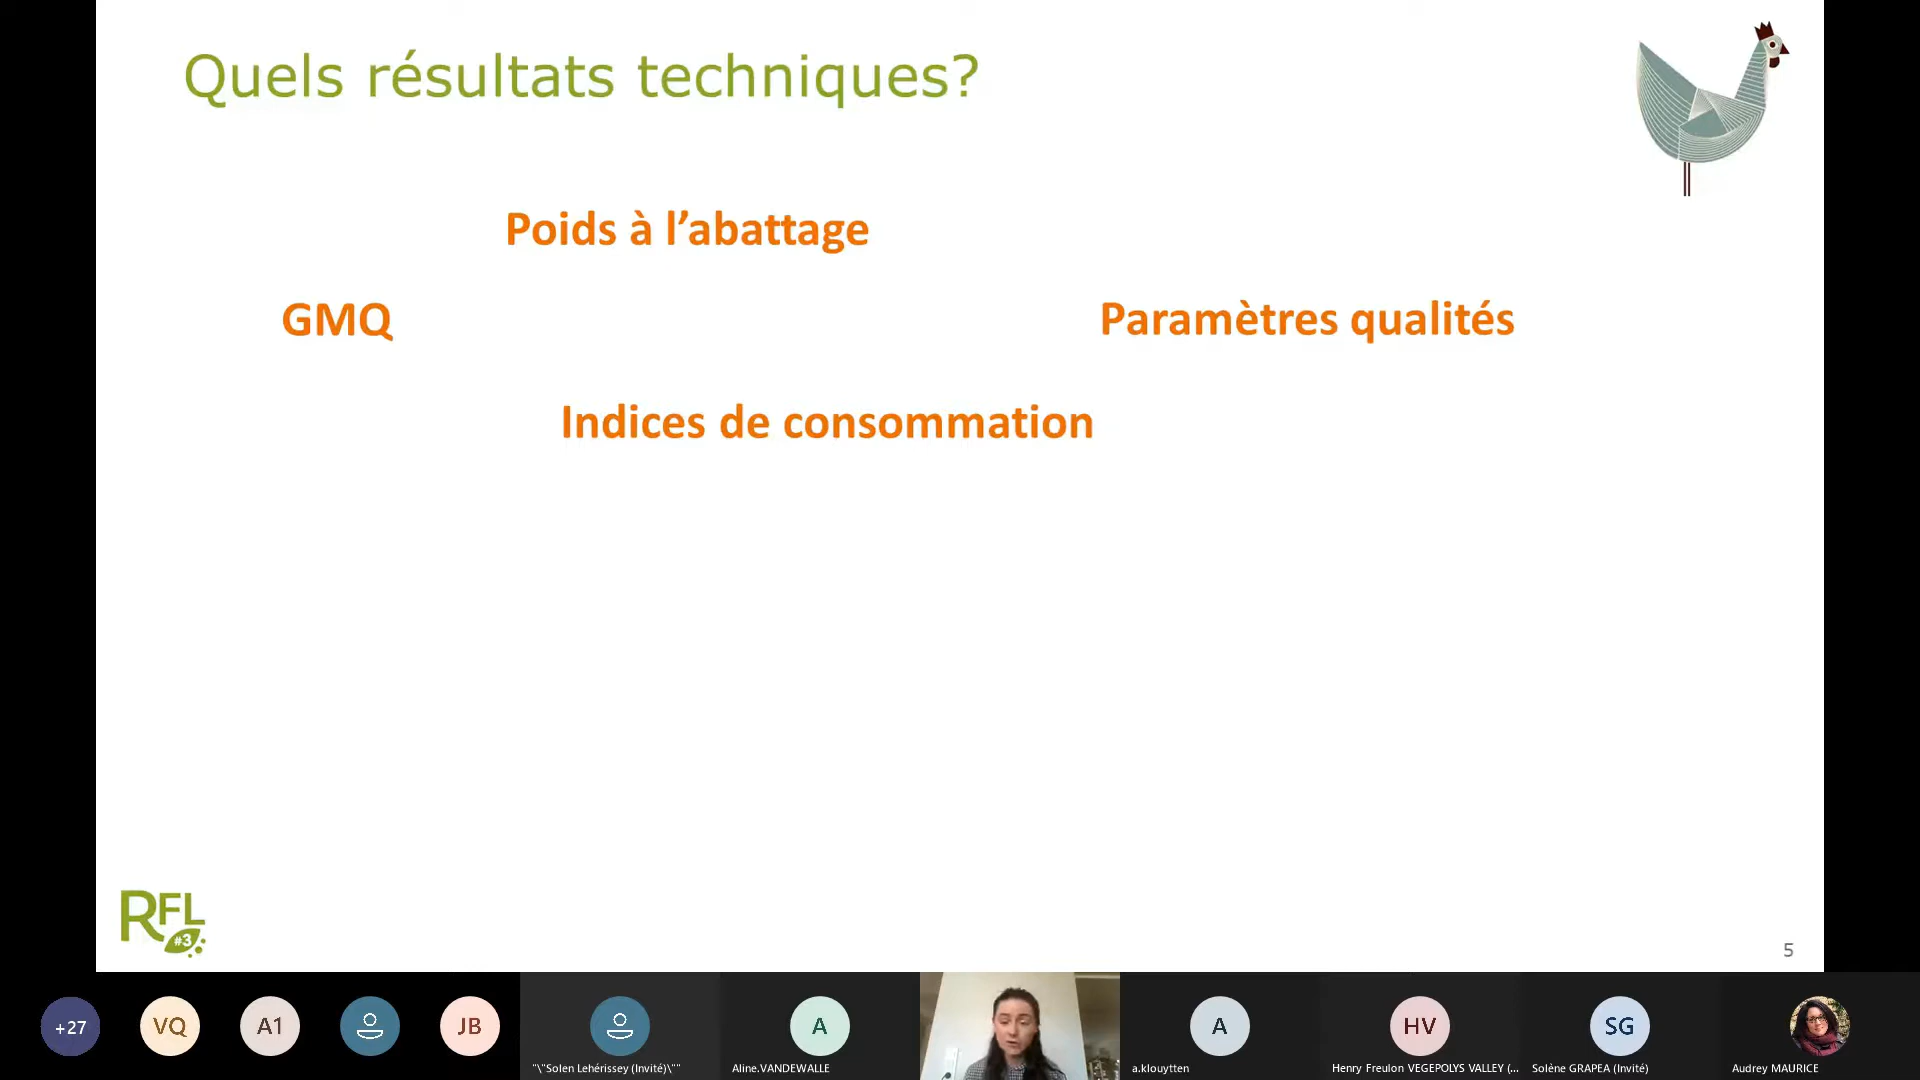 Quels résultats techniques?
Poids à l’abattage
GMQ
Paramètres qualités
Indices de consommation
RFL
#3
5
+27
VQ
A1
JB
"\"Solen Lehérissey (Invité)\""
A
Aline.VANDEWALLE
A
a.klouytten
HV
Henry Freulon VEGEPOLYS VALLEY (...
SG
Solène GRAPEA (Invité)
Audrey MAURICE